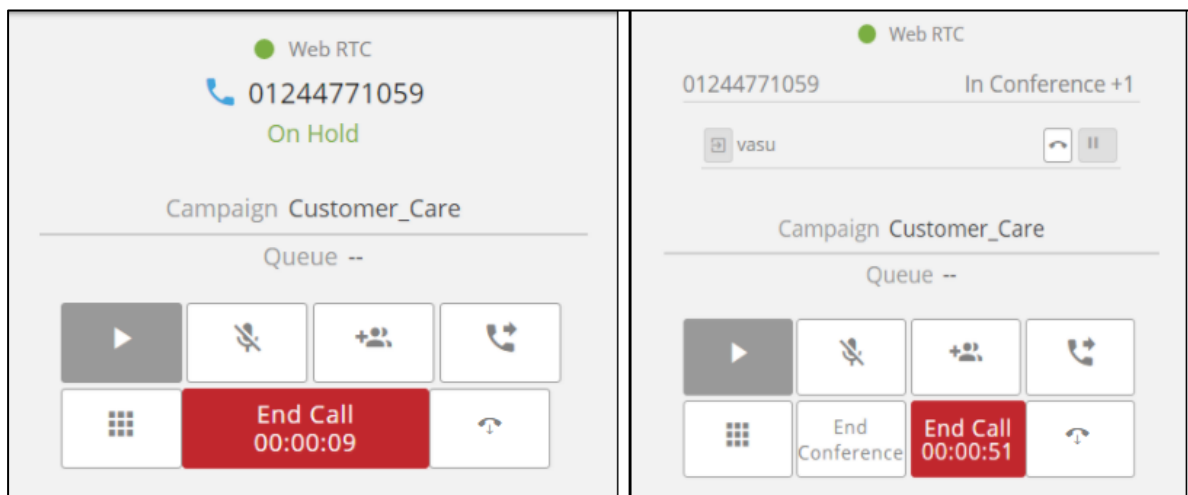 Web RTC
01244771059
On Hold
Campaign Customer_Care
Queue --
End Call
00:00:09
Web RTC
01244771059 In Conference +1
vasu
Campaign Customer_Care
Queue --
End
Conference
End Call
00:00:51